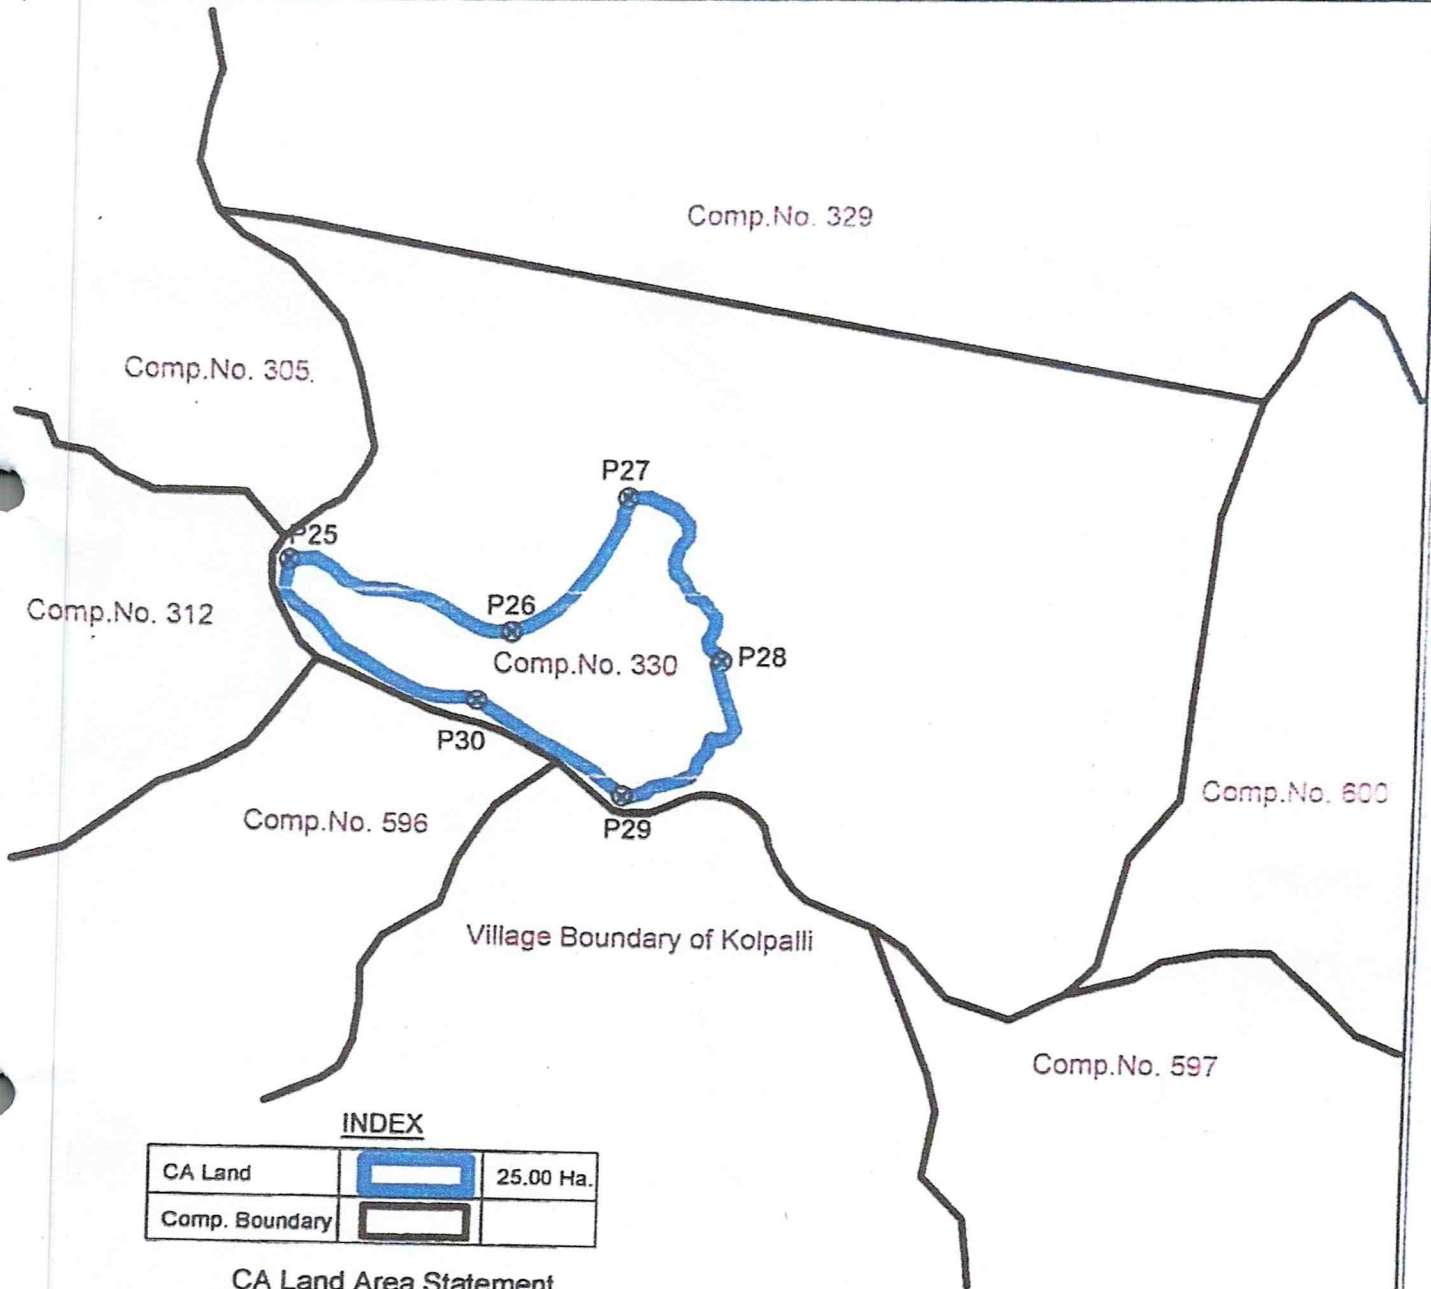 Comp.No. 329
Comp.No. 305
P27
P25
Comp.No. 312
P26
Comp.No. 330
P28
P30
Comp.No. 600
Comp.No. 596
P29
Village Boundary of Kolpalli
Comp.No. 597
INDEX
CA Land 25.00 Ha.
Comp. Boundary
CA Land Area Statement